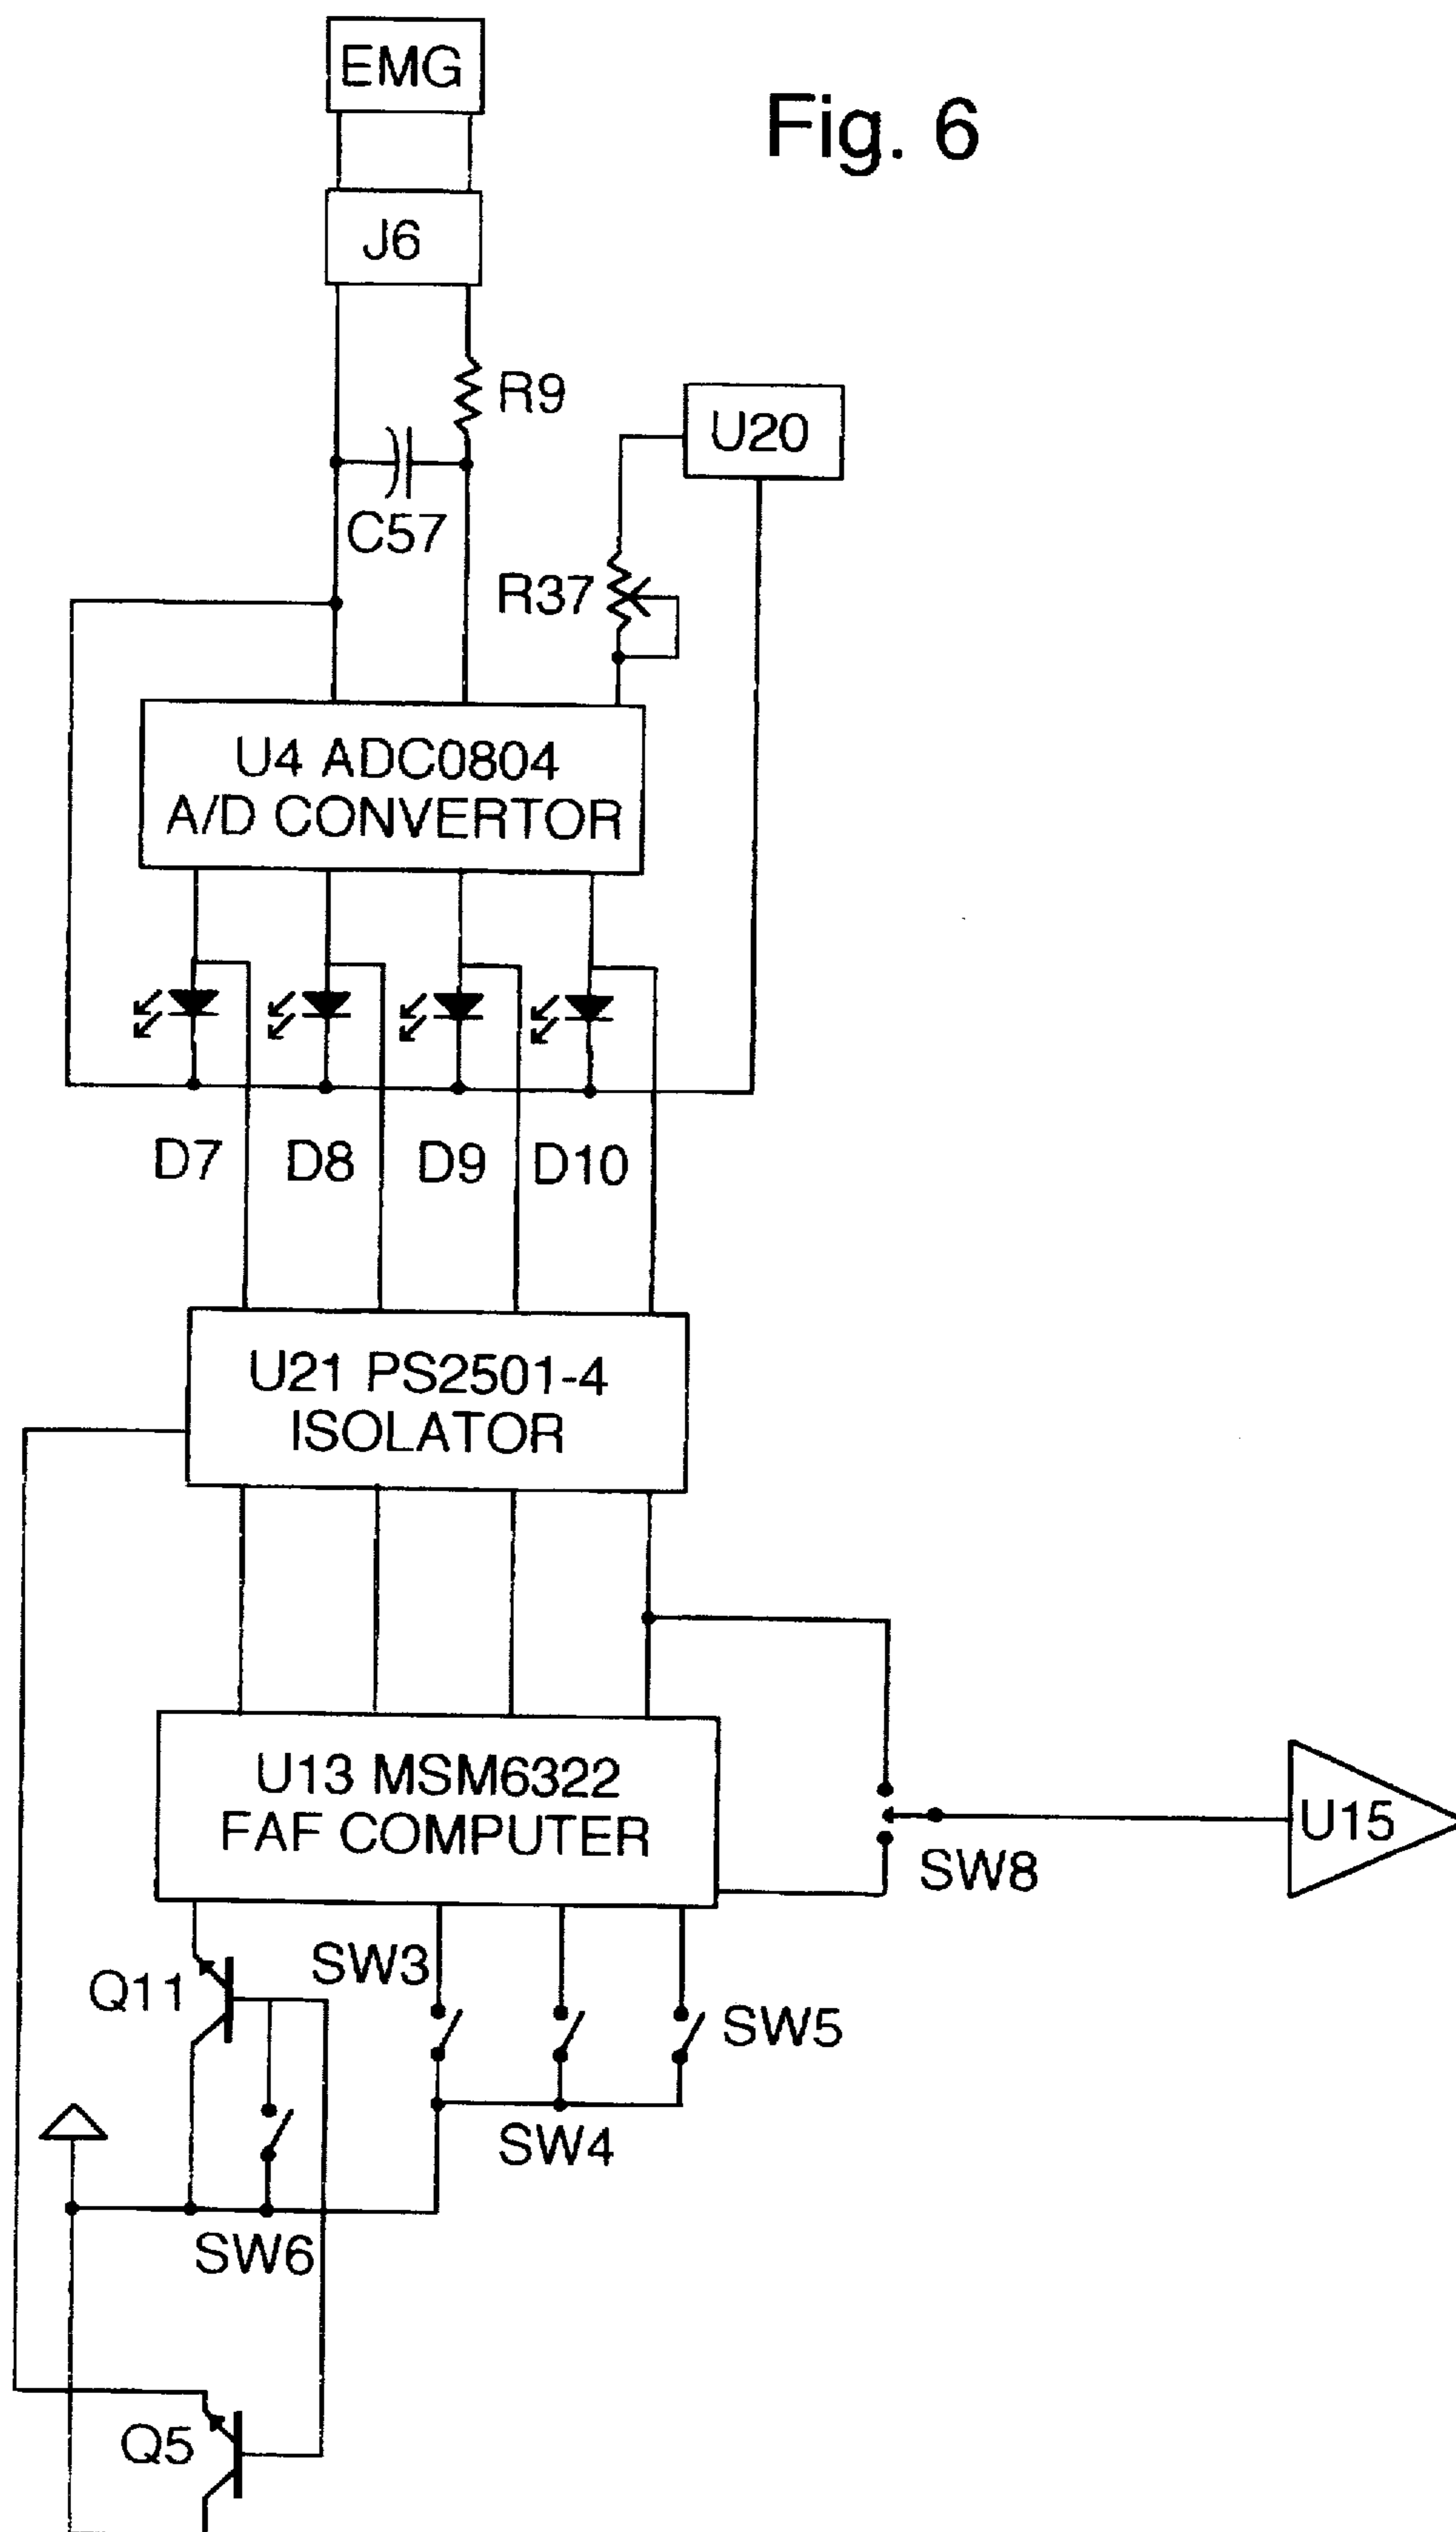 EMG
Fig. 6
J6
R9
U20
C57
R37
U4 ADC0804
A/D CONVERTOR
D7
D8
D9
D10
U21 PS2501-4
ISOLATOR
U13 MSM6322
FAF COMPUTER
U15
SW8
SW3
Q11
SW5
SW4
SW6
Q5